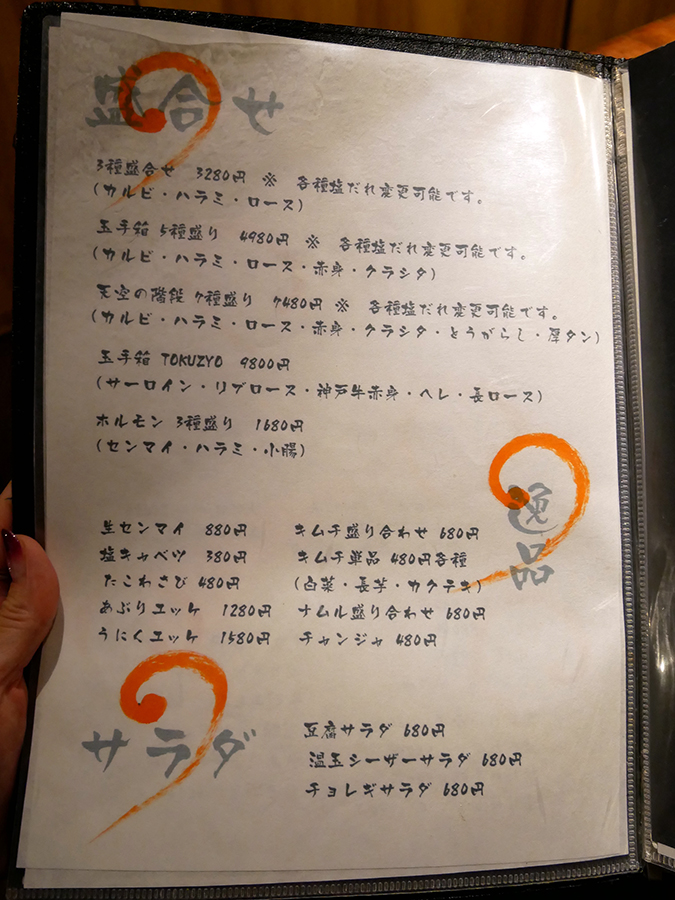 盛合せ
3種盛合せ 3280円 ※ 各種塩だれ変更可能です。
(カルビ・ハラミ・ロース)
玉手箱 5種盛り 4980円 ※ 各種塩だれ変更可能です。
(カルビ・ハラミ・ロース・赤身・クラシタ)
天空の階段 7種盛り 7480円 ※ 各種塩だれ変更可能です。
(カルビ・ハラミ・ロース・赤身・クラシタ・とうがらし・厚タン)
玉手箱 TOKUZYO 9800円
(サーロイン・リブロース・神戸牛赤身・ヘレ・長ロース)
ホルモン 3種盛り 1680円
(センマイ・ハラミ・小腸)
逸品
生センマイ 880円
塩キャベツ 380円
たこわさび 480円
あぶりユッケ 1280円
うにくユッケ 1580円
キムチ盛り合わせ 680円
キムチ単品 480円各種
(白菜・長芋・カクテキ)
ナムル盛り合わせ 680円
チャンジャ 480円
サラダ
豆腐サラダ 680円
温玉シーザーサラダ 680円
チョレギサラダ 680円